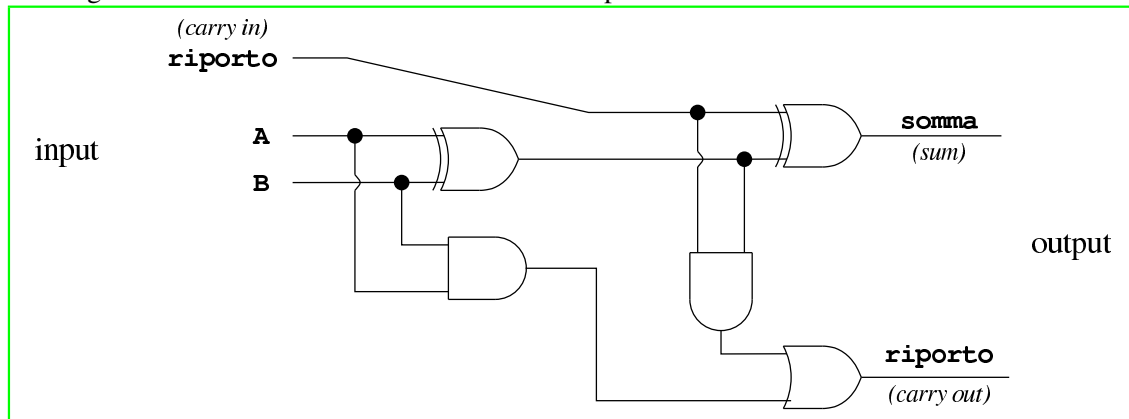 (carry in)
riporto
A
B
input
somma
(sum)
output
riporto
(carry out)